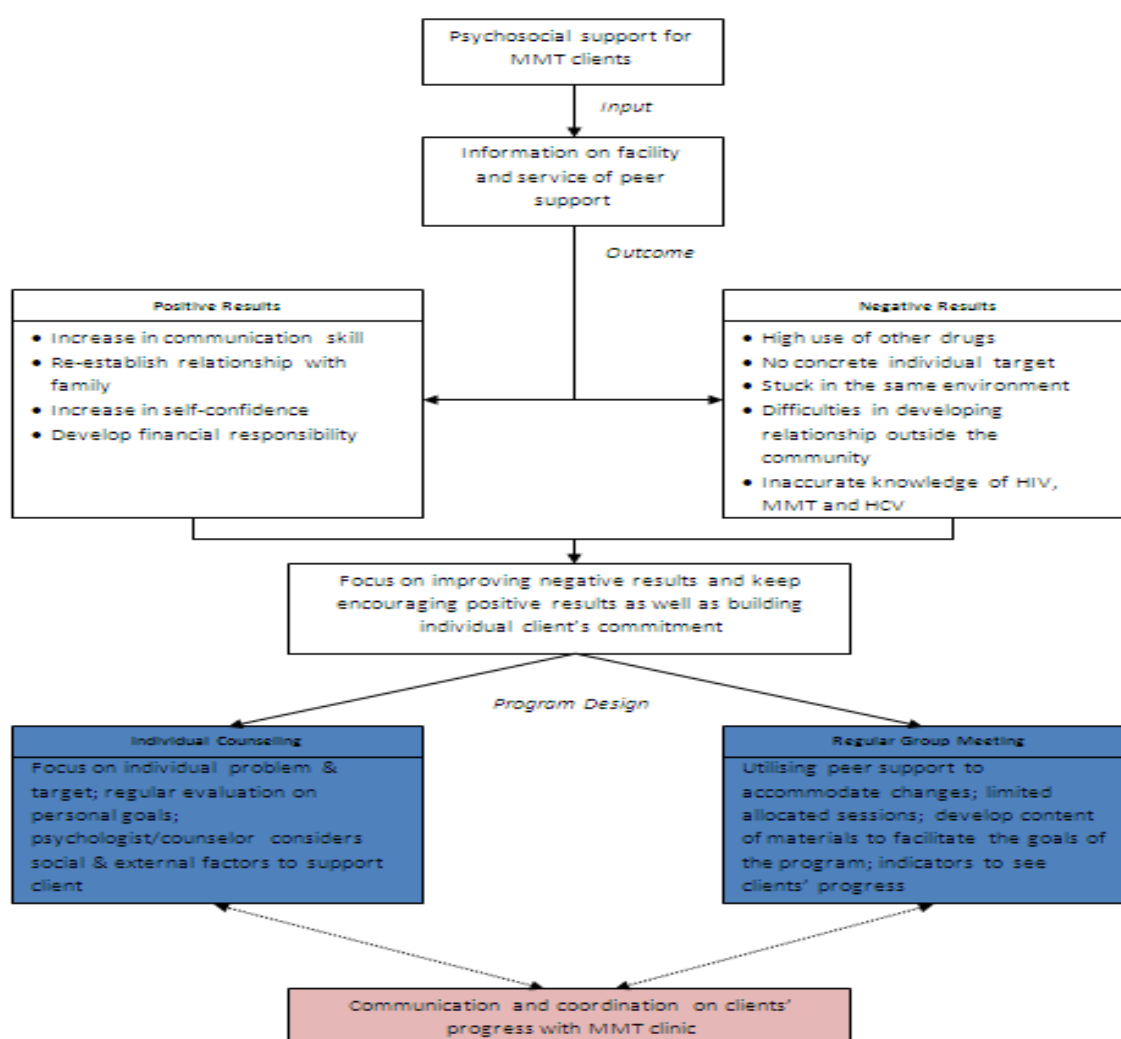 Psychosocial support for
MMT clients
Input
Information on facility
and service of peer
support
Outcome
Positive Results
• Increase in communication skill
• Re-establish relationship with
family
• Increase in self-confidence
• Develop financial responsibility
Negative Results
• High use of other drugs
• No concrete individual target
• Stuck in the same environment
• Difficulties in developing
relationship outside the
community
• Inaccurate knowledge of HIV,
MMT and HCV
Focus on improving negative results and keep
encouraging positive results as well as building
individual client's commitment
Program Design
Individual Counseling
Focus on individual problem &
target; regular evaluation on
personal goals;
psychologist/counselor considers
social & external factors to support
client
Regular Group Meeting
Utilising peer support to
accommodate changes; limited
allocated sessions; develop content
of materials to facilitate the goals of
the program; indicators to see
clients' progress
Communication and coordination on clients'
progress with MMT clinic